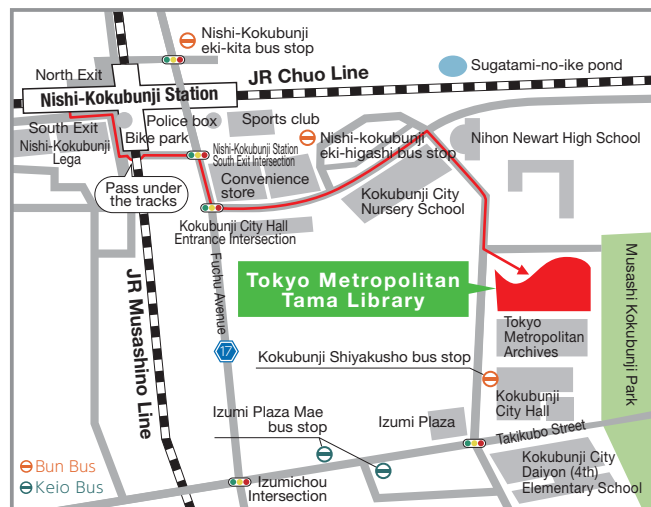 Nishi-Kokubunji
eki-kita bus stop
North Exit
JR Chuo Line
Sugatami-no-ike pond
Nishi-Kokubunji Station
South Exit
Police box
Bike park
Sports club
Nishi-Kokubunji
Lega
Nishi-Kokubunji Station
South Exit Intersection
Nishi-kokubunji
eki-higashi bus stop
Nihon Newart High School
Pass under
the tracks
Convenience
store
Kokubunji City
Nursery School
Kokubunji City Hall
Entrance Intersection
Fuchu Avenue
JR Musashino Line
Tokyo Metropolitan
Tama Library
Musashi Kokubunji Park
Tokyo
Metropolitan
Archives
17
Kokubunji Shiyakusho bus stop
Kokubunji
City Hall
Izumi Plaza Mae
bus stop
Izumi Plaza
Takikubo Street
Bun Bus
Keio Bus
Izumichou
Intersection
Kokubunji City
Daiyon (4th)
Elementary School